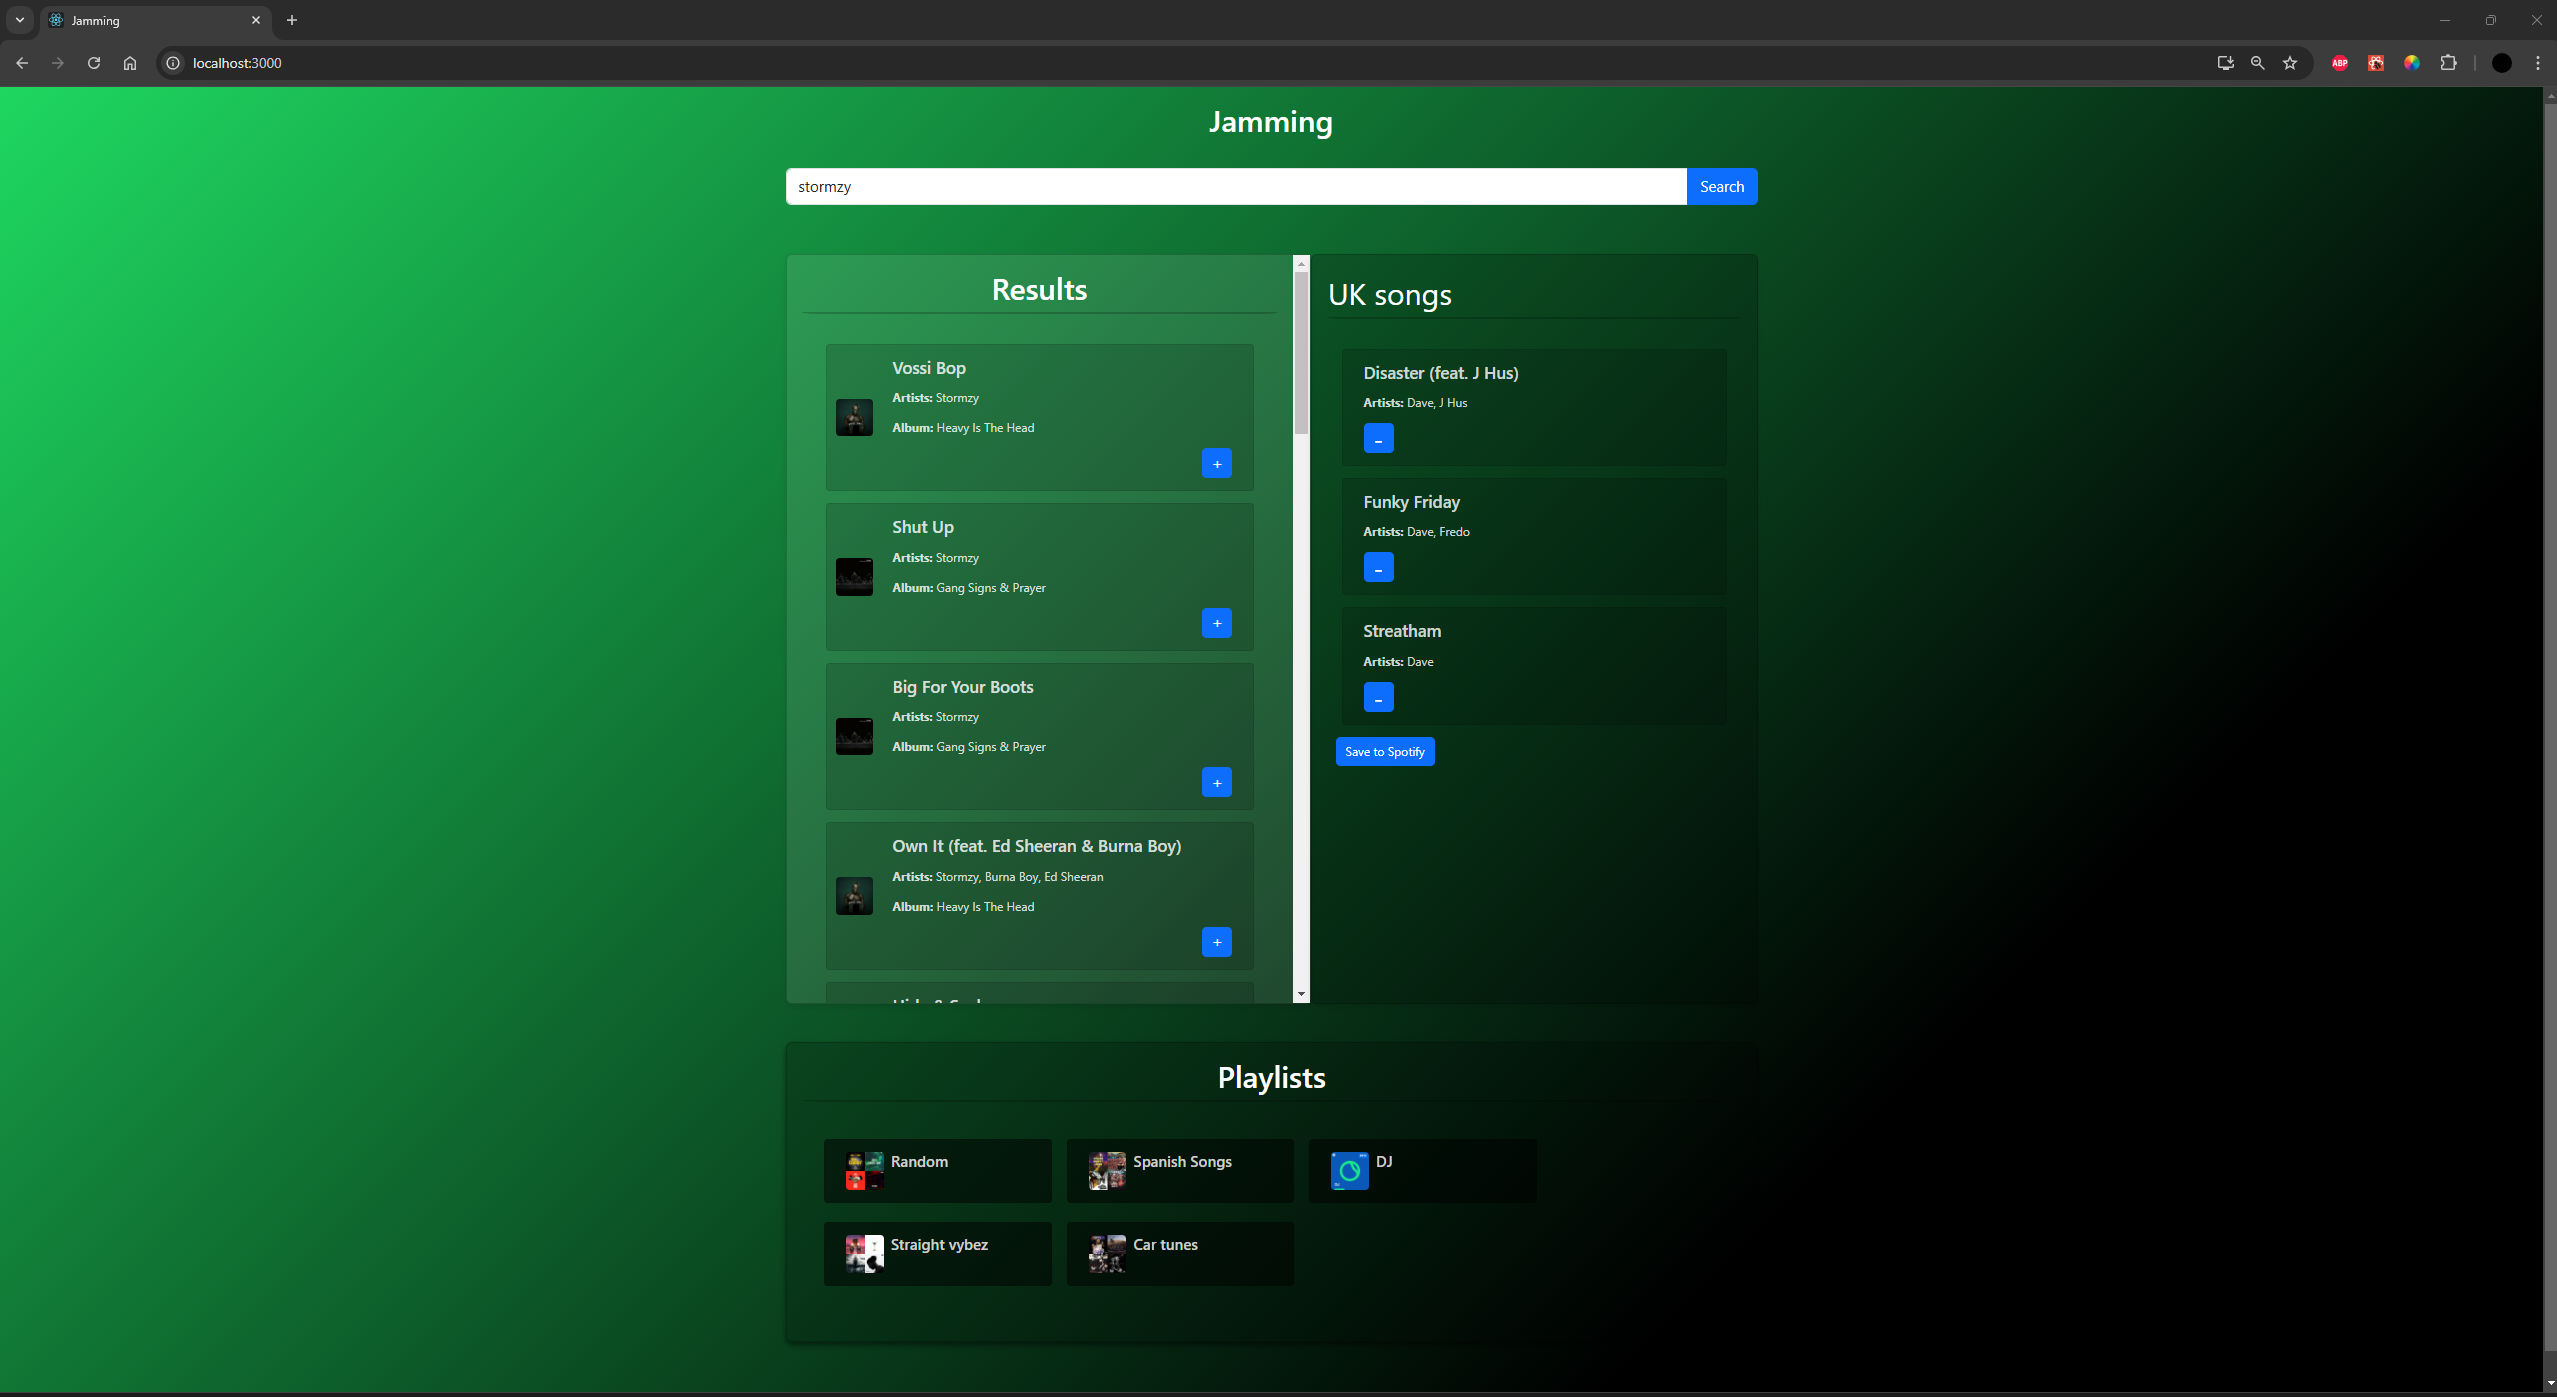 Jamming
localhost:3000
ABP
Jamming
stormzy
Search
Results
Vossi Bop
Artists: Stormzy
Album: Heavy Is The Head
+
Shut Up
Artists: Stormzy
Album: Gang Signs & Prayer
+
Big For Your Boots
Artists: Stormzy
Album: Gang Signs & Prayer
+
Own It (feat. Ed Sheeran & Burna Boy)
Artists: Stormzy, Burna Boy, Ed Sheeran
Album: Heavy Is The Head
+
UK songs
Disaster (feat. J Hus)
Artists: Dave, J Hus
-
Funky Friday
Artists: Dave, Fredo
-
Streatham
Artists: Dave
-
Save to Spotify
Playlists
Random
Spanish Songs
DJ
Straight vybez
Car tunes